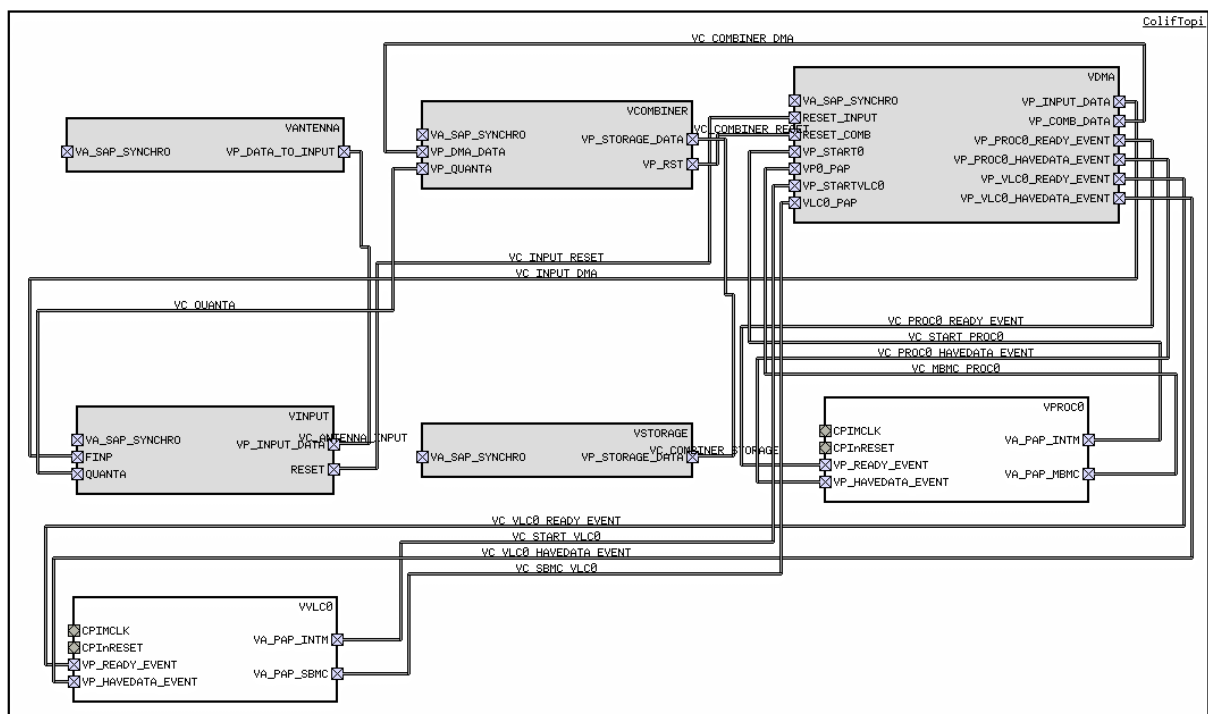 ColifTopi
VC COMBINER DMA
VDMA
VA_SAP_SYNCHRO
VP_INPUT_DATA
RESET_INPUT
VP_COMB_DATA
RESET_COMB
VP_PROC0_READY_EVENT
VP_START0
VP_PROC0_HAVEDATA_EVENT
VP0_PAP
VP_VLC0_READY_EVENT
VP_STARTVLC0
VP_VLC0_HAVEDATA_EVENT
VLC0_PAP
VCOMBINER
VA_SAP_SYNCHRO
VP_STORAGE_DATA
VP_DMA_DATA
VP_QUANTA
VP_RST
VC COMBINER RESET
VANTENNA
VA_SAP_SYNCHRO
VP_DATA_TO_INPUT
VC INPUT RESET
VC INPUT DMA
VC QUANTA
VC PROC0 READY EVENT
VC START PROC0
VC PROC0 HAVEDATA EVENT
VC MBMC PROC0
VINPUT
VA_SAP_SYNCHRO
VP_INPUT_DATA
FINP
QUANTA
RESET
VC ANTENNA INPUT
VSTORAGE
VA_SAP_SYNCHRO
VP_STORAGE_DATA
VC COMBINER STORAGE
VPROC0
CPIMCLK
CPInRESET
VA_PAP_INTM
VP_READY_EVENT
VP_HAVEDATA_EVENT
VA_PAP_MBMC
VC VLC0 READY EVENT
VC START VLC0
VC VLC0 HAVEDATA EVENT
VC SBMC VLC0
VVLC0
CPIMCLK
CPInRESET
VA_PAP_INTM
VP_READY_EVENT
VP_HAVEDATA_EVENT
VA_PAP_SBMC